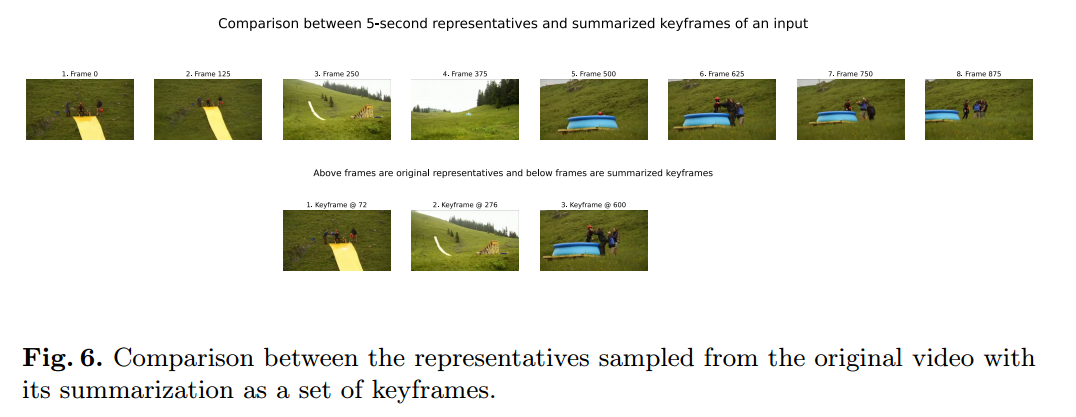 Comparison between 5-second representatives and summarized keyframes of an input
1. Frame 0
2. Frame 125
3. Frame 250
4. Frame 375
5. Frame 500
6. Frame 625
7. Frame 750
8. Frame 875
Above frames are original representatives and below frames are summarized keyframes
1. Keyframe @ 72
2. Keyframe @ 276
3. Keyframe @ 600
Fig. 6. Comparison between the representatives sampled from the original video with
its summarization as a set of keyframes.